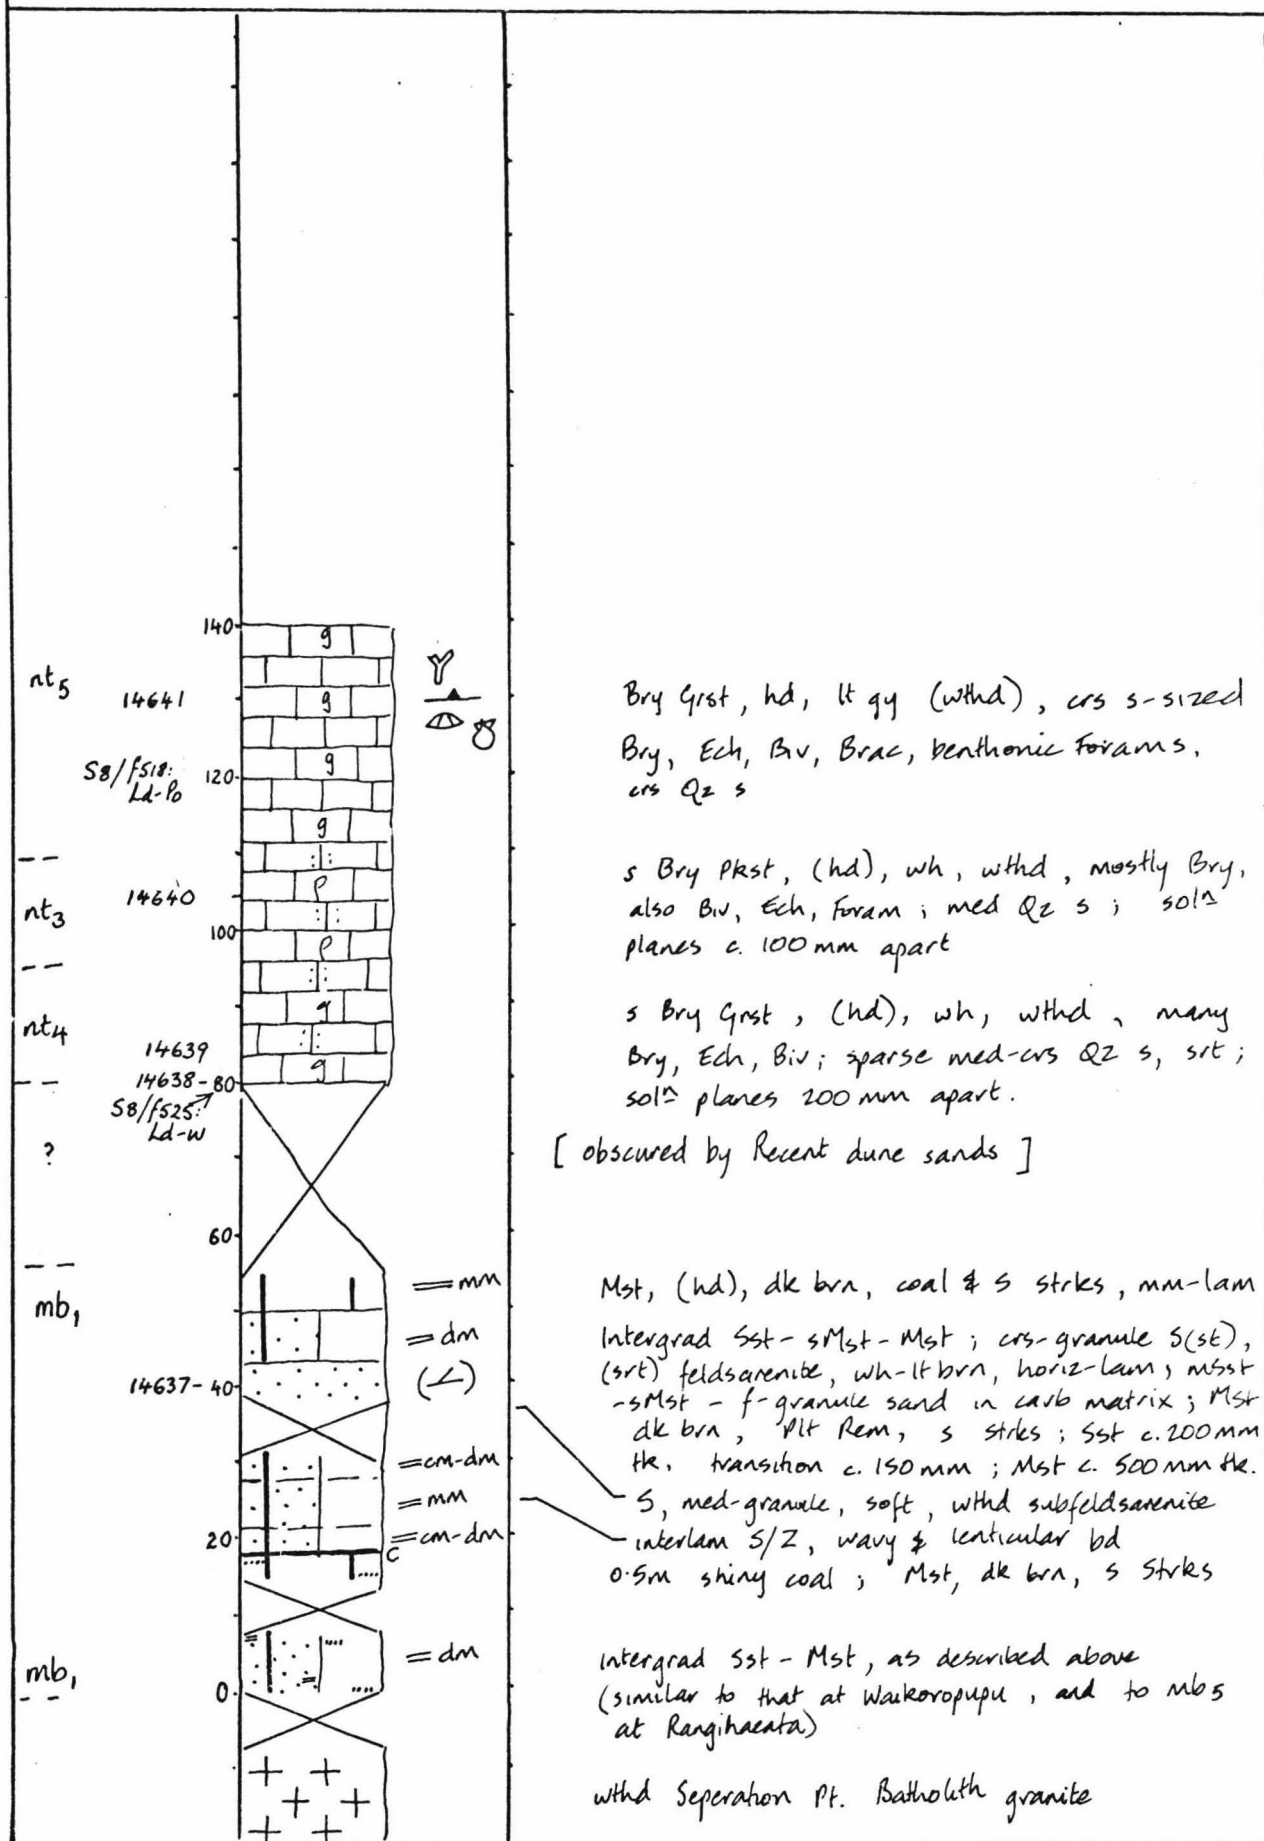 140
g
nt5
14641
g
Bry Grst, hd, lt gy (wthd), crs s-sized
Bry, Ech, Biv, Brac, benthonic Forams.
crs Qz s
S8/f518:
Ld-Po
120
g
g
nt3
14640
p
s Bry Pkst, (hd), wh, wthd, mostly Bry,
also Biv, Ech, Foram; med Qz s; soln
planes c. 100 mm apart
100
p
nt4
g
s Bry Grst, (hd), wh, wthd, many
Bry, Ech, Biv; sparse med-crs Qz s, srt;
soln planes 200 mm apart.
14639
14638-80
g
S8/f525:
Ld-w
?
[obscured by Recent dune sands]
60
mb1
= mm
Mst, (hd), dk brn, coal & s strks, mm-lam
= dm
Intergrad Sst - sMst - Mst; crs-granule S(st),
(srt) feldsarenite, wh-lt brn, horiz-lam; msst
-sMst - f-granule sand in carb matrix; Mst
dk brn, Plt Rem, s strks; Sst c. 200 mm
tk. transition c. 150 mm; Mst c. 500 mm tk.
14637-40
= cm-dm
S, med-granule, soft, wthd subfeldsarenite
= mm
interlam S/Z, wavy & lenticular bd
20
= cm-dm
C
0.5m shiny coal; Mst, dk brn, s Strks
= dm
mb1
0
Intergrad Sst - Mst, as described above
(similar to that at Waikoropupu, and to mb5
at Rangihaeata)
wthd Seperation Pt. Batholith granite